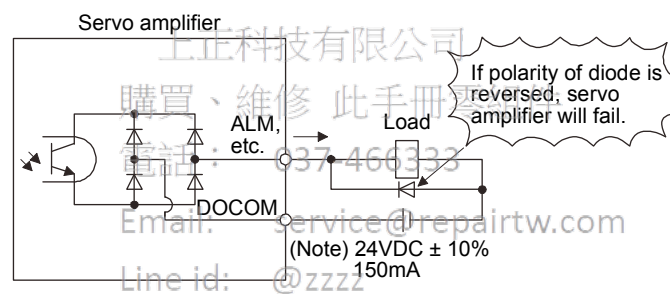 Servo amplifier
上正科技有限公司
If polarity of diode is
reversed, servo
amplifier will fail.
購買、維修 此手冊零組件
ALM,
etc.
Load
電話： 037-466333
DOCOM
Email: service@repairtw.com
(Note) 24VDC ± 10%
150mA
Line id: @zzzz